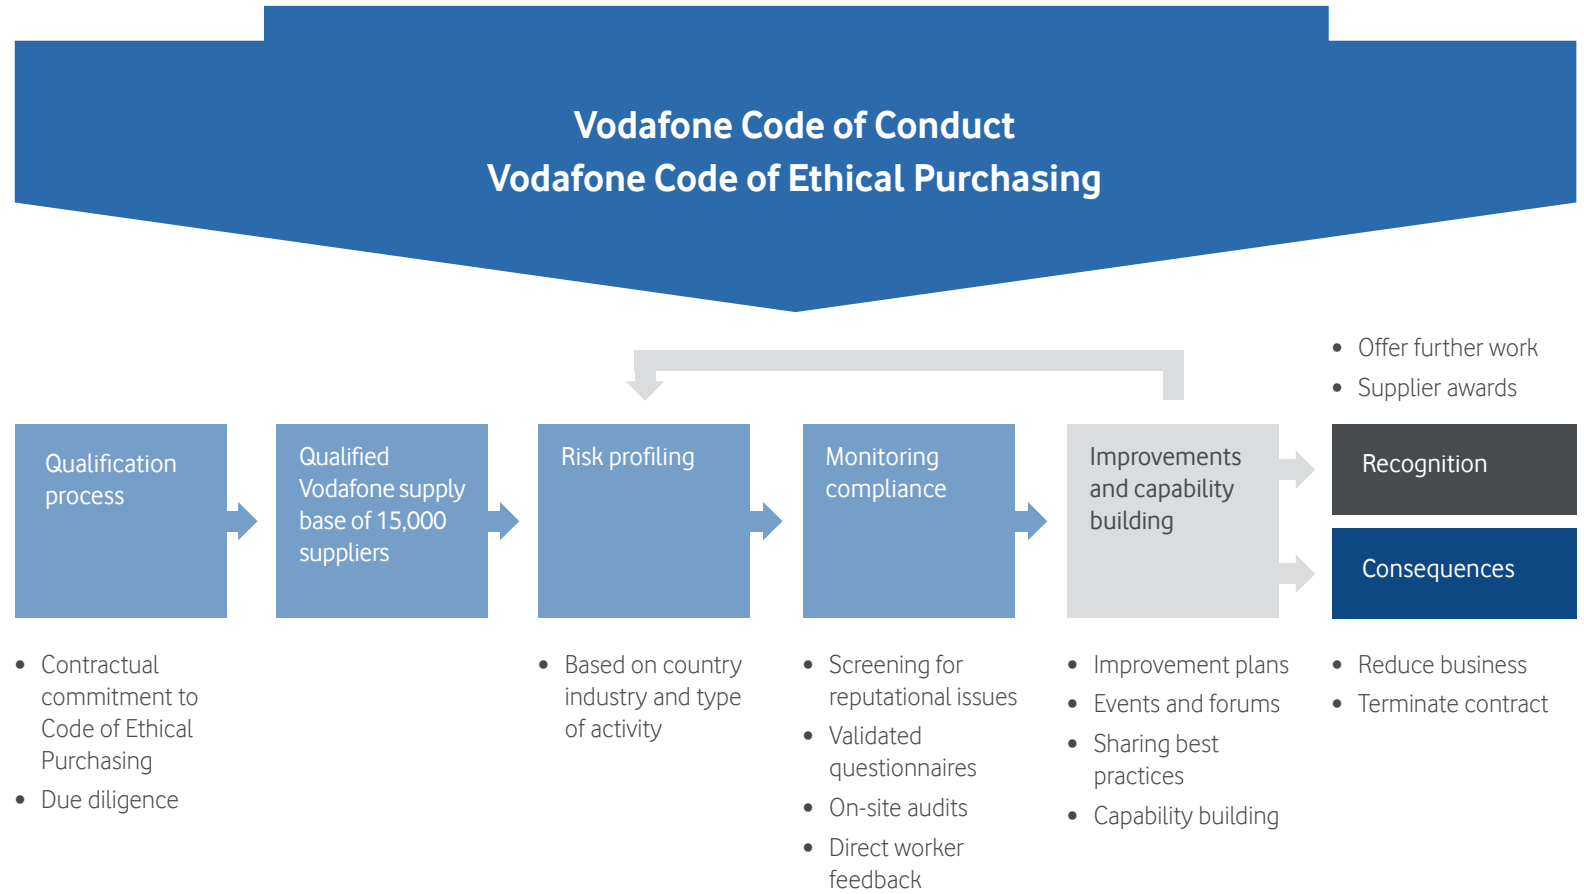 Vodafone Code of Conduct
Vodafone Code of Ethical Purchasing
• Offer further work
• Supplier awards
Qualification
process
Qualified
Vodafone supply
base of 15,000
suppliers
Risk profiling
Monitoring
compliance
Improvements
and capability
building
Recognition
Consequences
• Contractual
commitment to
Code of Ethical
Purchasing
• Due diligence
• Based on country
industry and type
of activity
• Screening for
reputational issues
• Validated
questionnaires
• On-site audits
• Direct worker
feedback
• Improvement plans
• Events and forums
• Sharing best
practices
• Capability building
• Reduce business
• Terminate contract